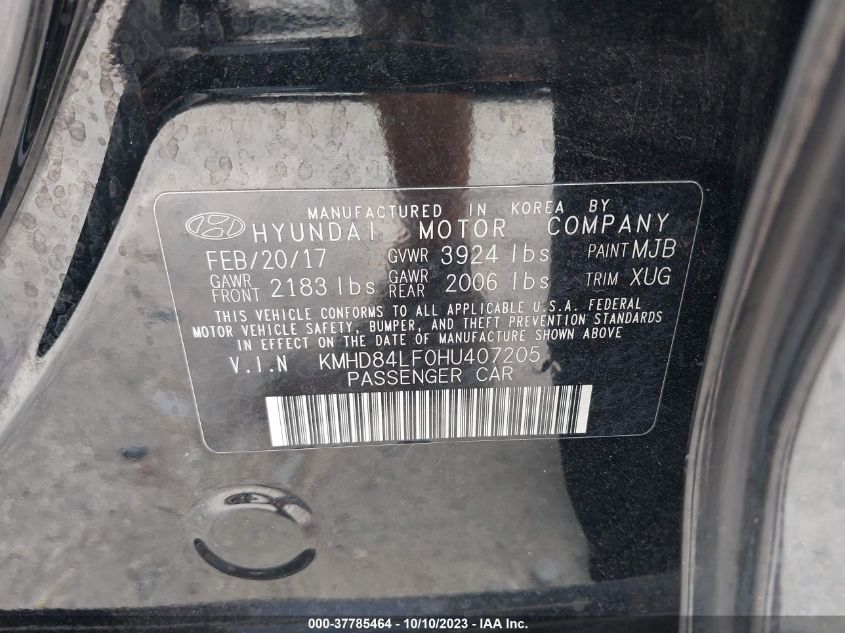 MANUFACTURED IN KOREA BY
HYUNDAI MOTOR COMPANY
FEB/20/17 GVWR 3924 lbs PAINT MJB
GAWR FRONT 2183 lbs GAWR REAR 2006 lbs TRIM XUG
THIS VEHICLE CONFORMS TO ALL APPLICABLE U.S.A. FEDERAL
MOTOR VEHICLE SAFETY, BUMPER, AND THEFT PREVENTION STANDARDS
IN EFFECT ON THE DATE OF MANUFACTURE SHOWN ABOVE
V.I.N KMHD84LF0HU407205
PASSENGER CAR
000-37785464 - 10/10/2023 - IAA Inc.